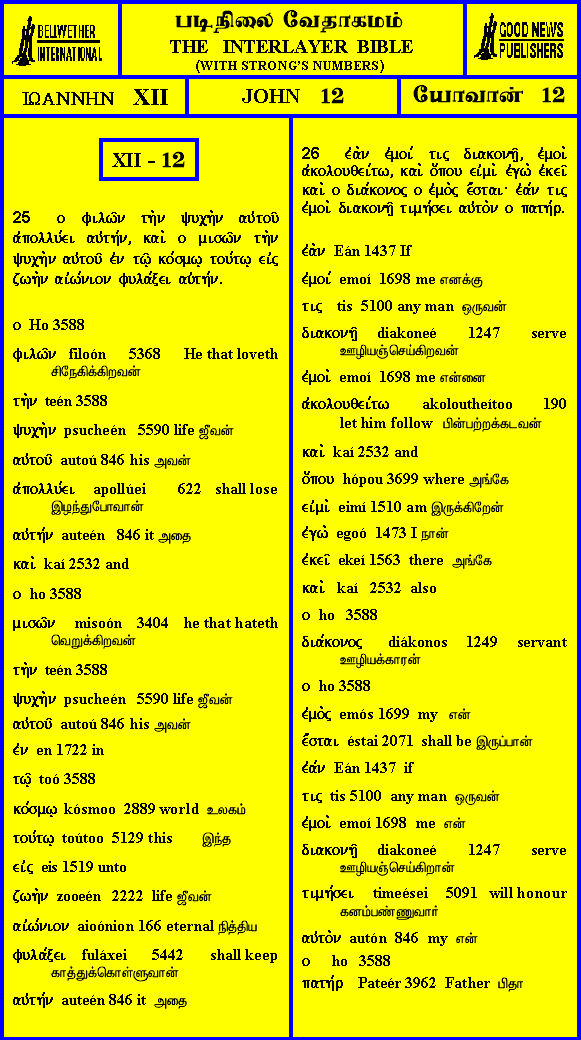 BELLWETHER
INTERNATIONAL
படிநிலை வேதாகமம்
THE INTERLAYER BIBLE
(WITH STRONG'S NUMBERS)
GOOD NEWS
PUBLISHERS
ΙΩΑΝΝΗΝ XII
JOHN 12
யோவான் 12
XII - 12
25 ο φιλῶν τὴν ψυχὴν αὐτοῦ
ἀπολλύει αὐτήν, καὶ ο μισῶν τὴν
ψυχὴν αὐτοῦ ἐν τῷ κόσμῳ τούτῳ εἰς
ζωὴν αἰώνιον φυλάξει αὐτήν.
ο Ho 3588
φιλῶν filoón 5368 He that loveth
சிநேகிக்கிறவன்
τὴν teén 3588
ψυχὴν psucheén 5590 life ஜீவன்
αὐτοῦ autoú 846 his அவன்
ἀπολλύει apollúei 622 shall lose
இழந்துபோவான்
αὐτήν auteén 846 it அதை
καὶ kaí 2532 and
ο ho 3588
μισῶν misoón 3404 he that hateth
வெறுக்கிறவன்
τὴν teén 3588
ψυχὴν psucheén 5590 life ஜீவன்
αὐτοῦ autoú 846 his அவன்
ἐν en 1722 in
τῷ toó 3588
κόσμῳ kósmoo 2889 world உலகம்
τούτῳ toútoo 5129 this இந்த
εἰς eis 1519 unto
ζωὴν zooeén 2222 life ஜீவன்
αἰώνιον aioónion 166 eternal நித்திய
φυλάξει fuláxei 5442 shall keep
காத்துக்கொள்ளுவான்
αὐτήν auteén 846 it அதை
26 ἐὰν ἐμοί τις διακονῇ, ἐμοὶ
ἀκολουθείτω, καὶ ὅπου εἰμὶ ἐγὼ ἐκεῖ
καὶ ο διάκονος ο ἐμὸς ἔσται· ἐάν τις
ἐμοὶ διακονῇ τιμήσει αὐτὸν ο πατήρ.
ἐὰν Eán 1437 If
ἐμοί emoí 1698 me எனக்கு
τις tis 5100 any man ஒருவன்
διακονῇ diakoneé 1247 serve
ஊழியஞ்செய்கிறவன்
ἐμοὶ emoí 1698 me என்னை
ἀκολουθείτω akoloutheítoo 190
let him follow பின்பற்றக்கடவன்
καὶ kaí 2532 and
ὅπου hópou 3699 where அங்கே
εἰμὶ eimí 1510 am இருக்கிறேன்
ἐγὼ egoó 1473 I நான்
ἐκεῖ ekeí 1563 there அங்கே
καὶ kaí 2532 also
ο ho 3588
διάκονος diákonos 1249 servant
ஊழியக்காரன்
ο ho 3588
ἐμὸς emós 1699 my என்
ἔσται éstai 2071 shall be இருப்பான்
ἐάν Eán 1437 if
τις tis 5100 any man ஒருவன்
ἐμοὶ emoí 1698 me என்
διακονῇ diakoneé 1247 serve
ஊழியஞ்செய்கிறான்
τιμήσει timeései 5091 will honour
கனம்பண்ணுவார்
αὐτὸν autón 846 my என்
ο ho 3588
πατήρ Pateér 3962 Father பிதா